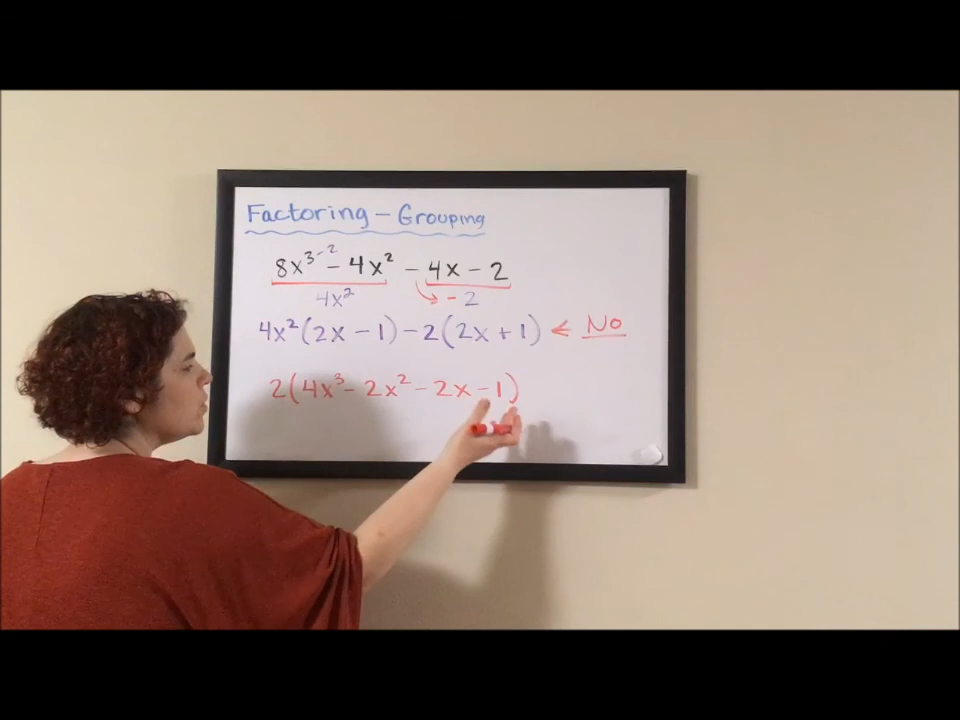 Factoring – Grouping
8x³⁻² – 4x² – 4x – 2
4x² → – 2
4x²(2x – 1) – 2(2x + 1) ← No
2(4x³ – 2x² – 2x – 1)